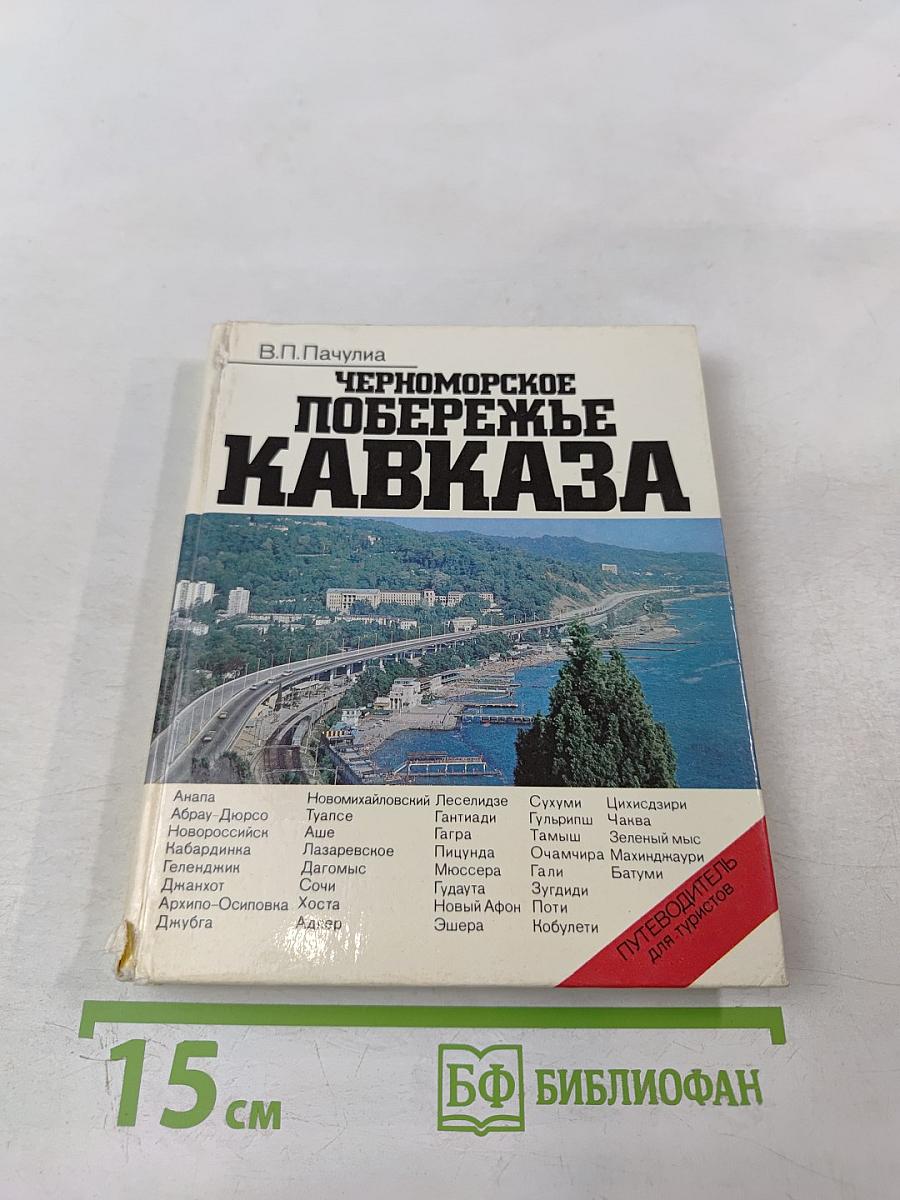 В.П.Пачулиа
ЧЕРНОМОРСКОЕ
ПОБЕРЕЖЬЕ
КАВКАЗА
Анапа
Абрау-Дюрсо
Новороссийск
Кабардинка
Геленджик
Джанхот
Архипо-Осиповка
Джубга
Новомихайловский
Туапсе
Аше
Лазаревское
Дагомыс
Сочи
Хоста
Адлер
Леселидзе
Гантиади
Гагра
Пицунда
Мюссера
Гудаута
Новый Афон
Эшера
Сухуми
Гульрипш
Тамыш
Очамчира
Гали
Зугдиди
Поти
Кобулети
Цихисдзири
Чаква
Зеленый мыс
Махинджаури
Батуми
ПУТЕВОДИТЕЛЬ
для туристов
15 см
БФ БИБЛИОФАН